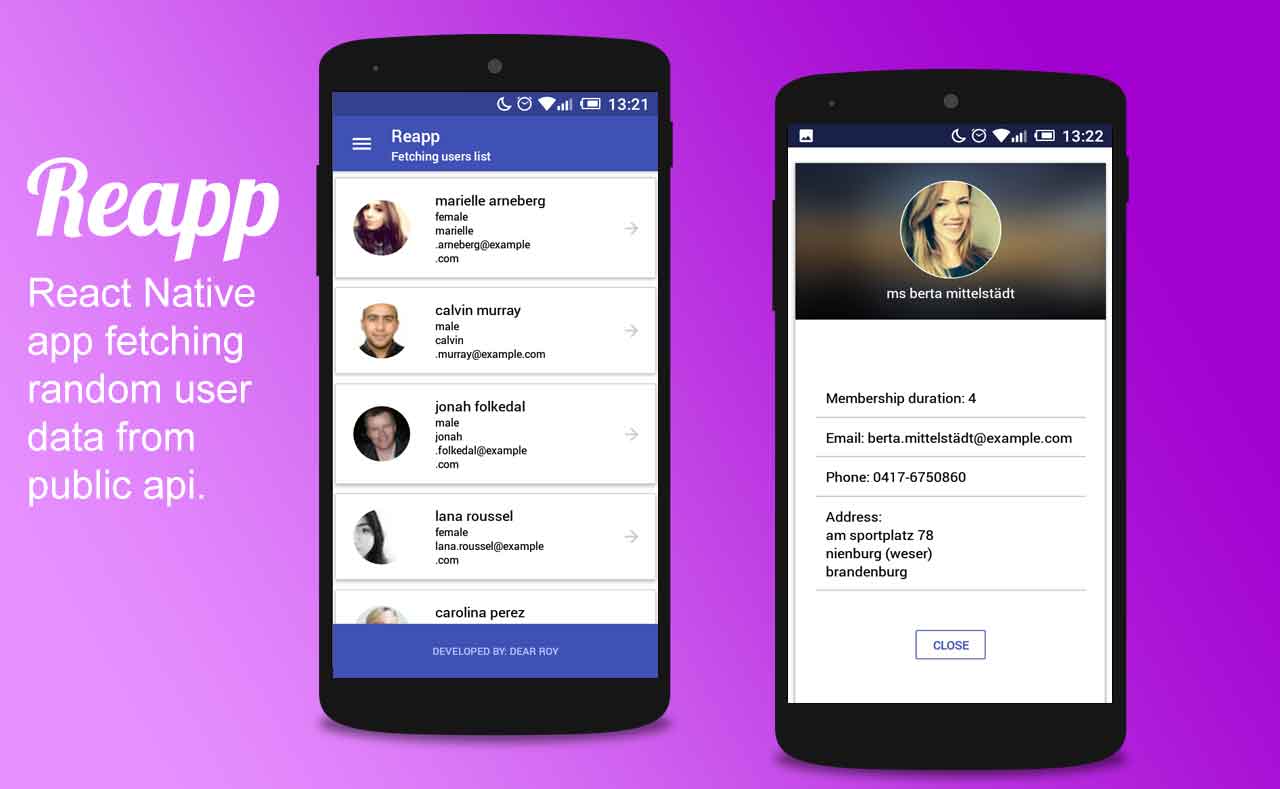 Reapp
React Native
app fetching
random user
data from
public api.
13:21
Reapp
Fetching users list
marielle arneberg
female
marielle
.arneberg@example
.com
calvin murray
male
calvin
.murray@example.com
jonah folkedal
male
jonah
.folkedal@example
.com
lana roussel
female
lana.roussel@example
.com
carolina perez
DEVELOPED BY: DEAR ROY
13:22
ms berta mittelstädt
Membership duration: 4
Email: berta.mittelstädt@example.com
Phone: 0417-6750860
Address:
am sportplatz 78
nienburg (weser)
brandenburg
CLOSE